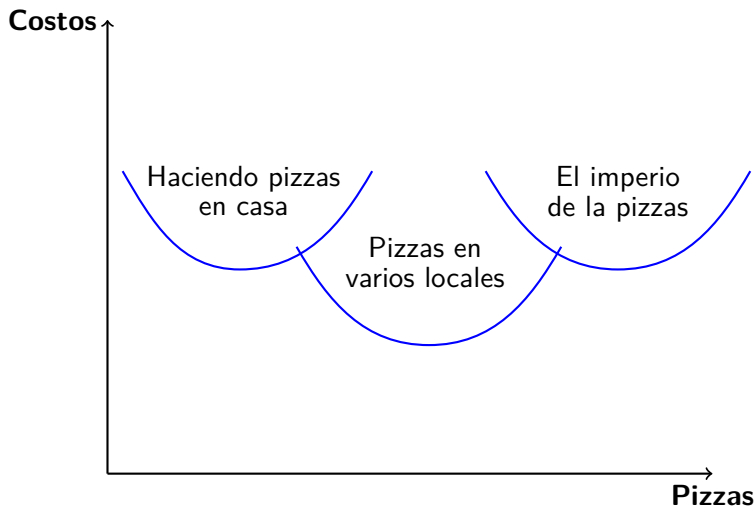 Costos
Haciendo pizzas
en casa
Pizzas en
varios locales
El imperio
de la pizzas
Pizzas